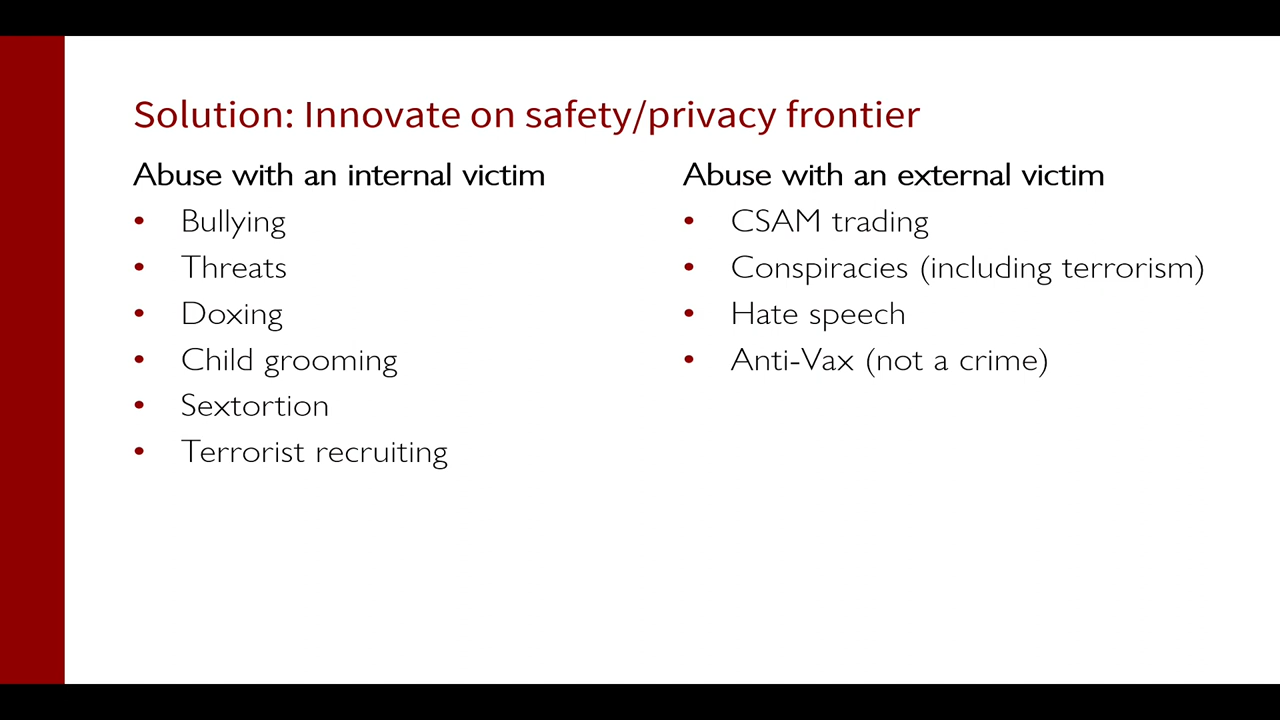 Solution: Innovate on safety/privacy frontier
Abuse with an internal victim
• Bullying
• Threats
• Doxing
• Child grooming
• Sextortion
• Terrorist recruiting
Abuse with an external victim
• CSAM trading
• Conspiracies (including terrorism)
• Hate speech
• Anti-Vax (not a crime)